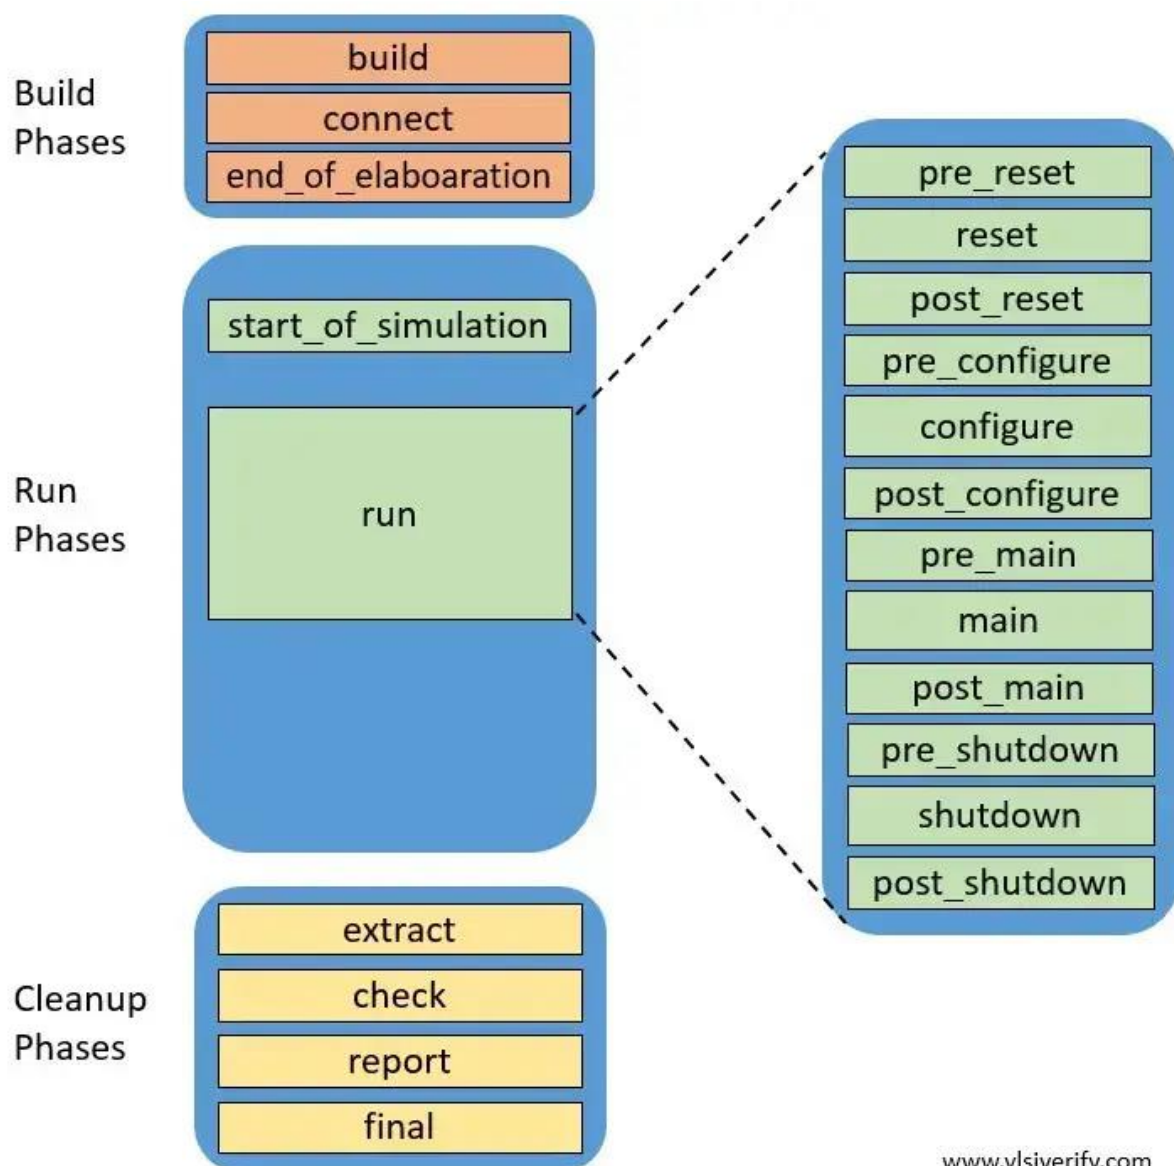 Build
Phases
build
connect
end_of_elaboaration
Run
Phases
start_of_simulation
run
pre_reset
reset
post_reset
pre_configure
configure
post_configure
pre_main
main
post_main
pre_shutdown
shutdown
post_shutdown
Cleanup
Phases
extract
check
report
final
www.vlsiverify.com